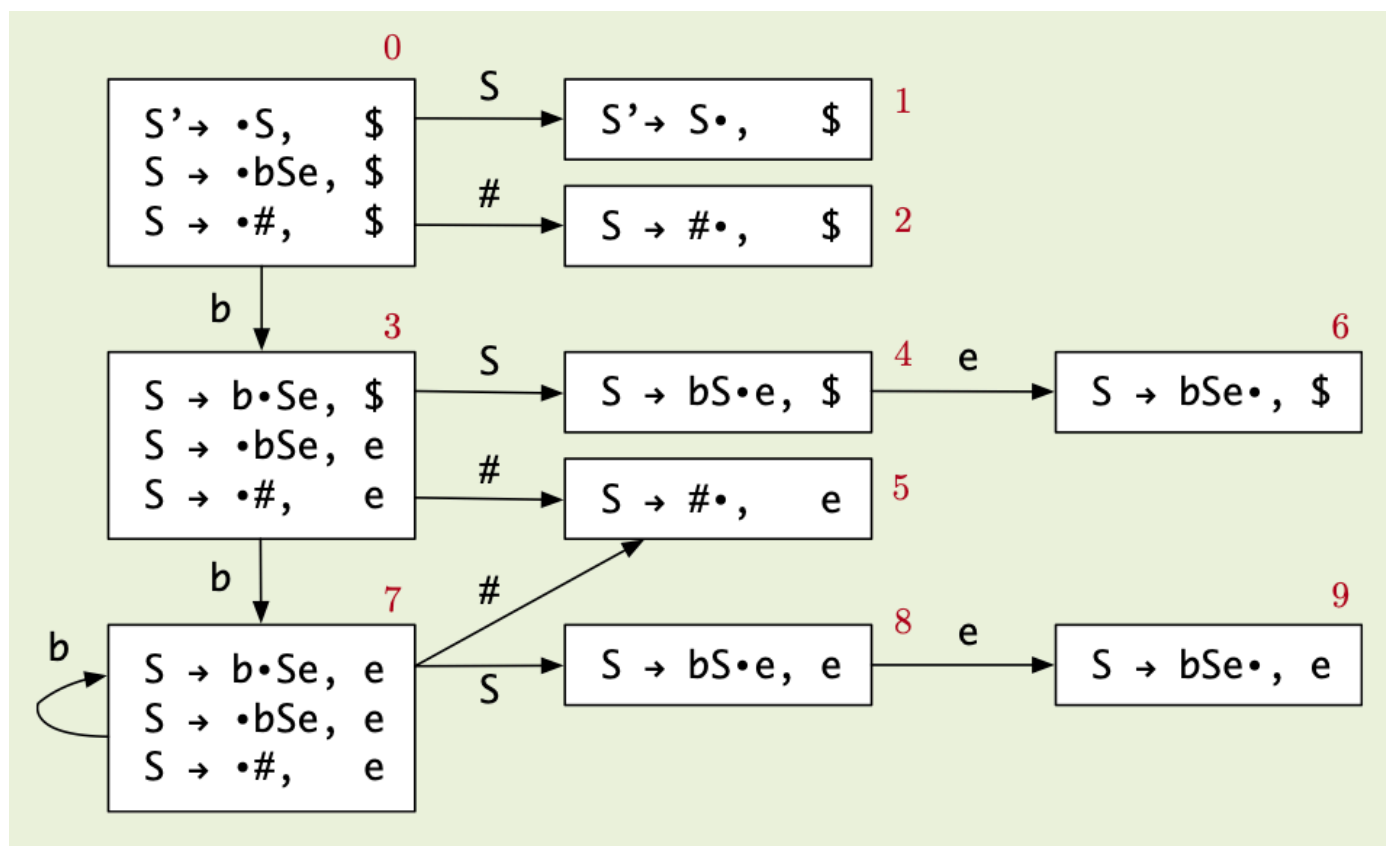 0
S’→ •S, $
S → •bSe, $
S → •#, $
S
S’→ S•, $
1
#
S → #•, $
2
b
3
S → b•Se, $
S → •bSe, e
S → •#, e
S
S → bS•e, $
4
e
6
S → bSe•, $
#
S → #•, e
5
b
7
S → b•Se, e
S → •bSe, e
S → •#, e
b
#
S
S → bS•e, e
8
e
9
S → bSe•, e